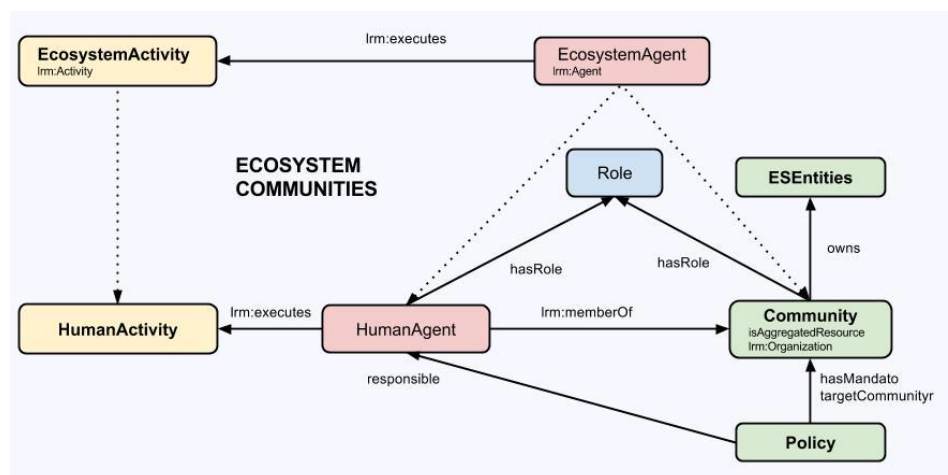 lrm:executes
EcosystemActivity
lrm:Activity
EcosystemAgent
lrm:Agent
ECOSYSTEM
COMMUNITIES
Role
ESEntities
owns
hasRole
hasRole
HumanActivity
lrm:executes
HumanAgent
lrm:memberOf
Community
isAggregatedResource
lrm:Organization
responsible
hasMandato
targetCommunityr
Policy